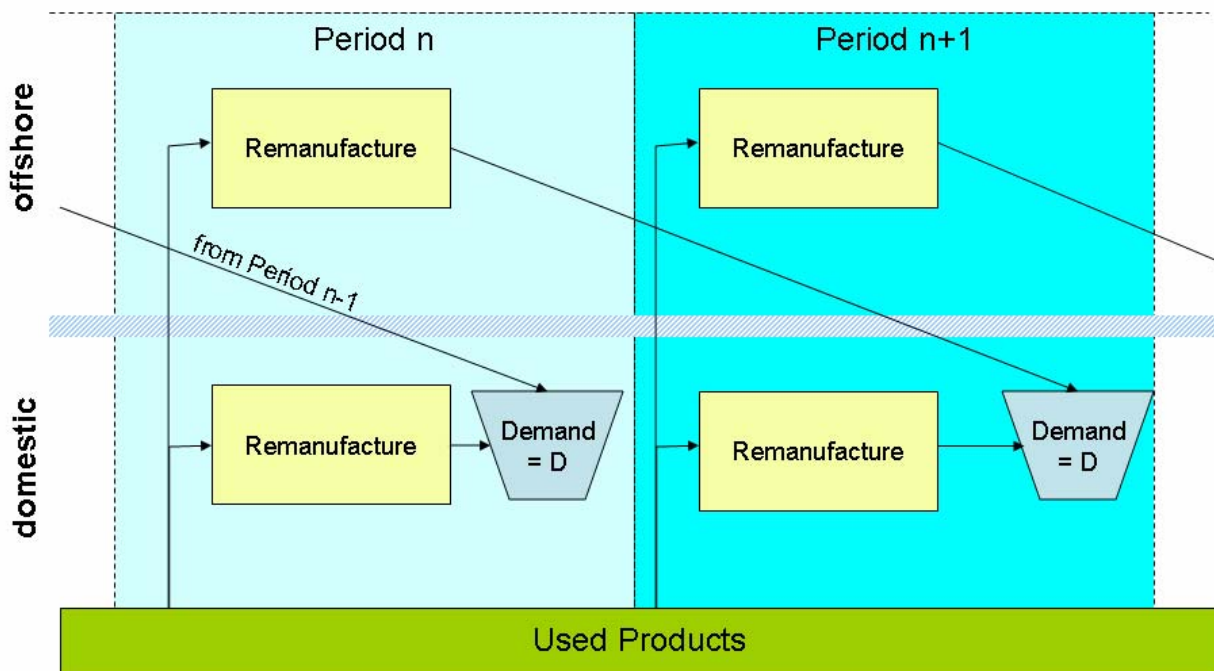 Period n
Period n+1
offshore
Remanufacture
Remanufacture
from Period n-1
domestic
Remanufacture
Demand
= D
Remanufacture
Demand
= D
Used Products